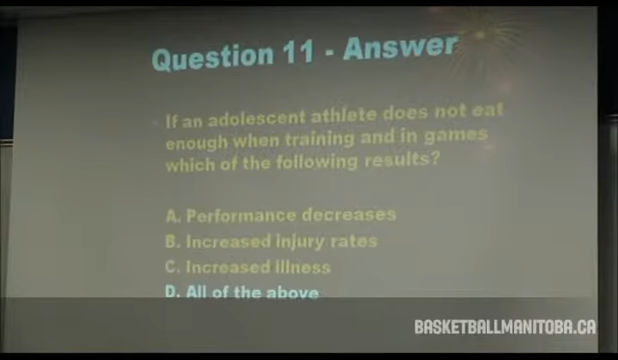 Question 11 - Answer
If an adolescent athlete does not eat
enough when training and in games
which of the following results?
A. Performance decreases
B. Increased injury rates
C. Increased illness
D. All of the above
BASKETBALLMANITOBA.CA